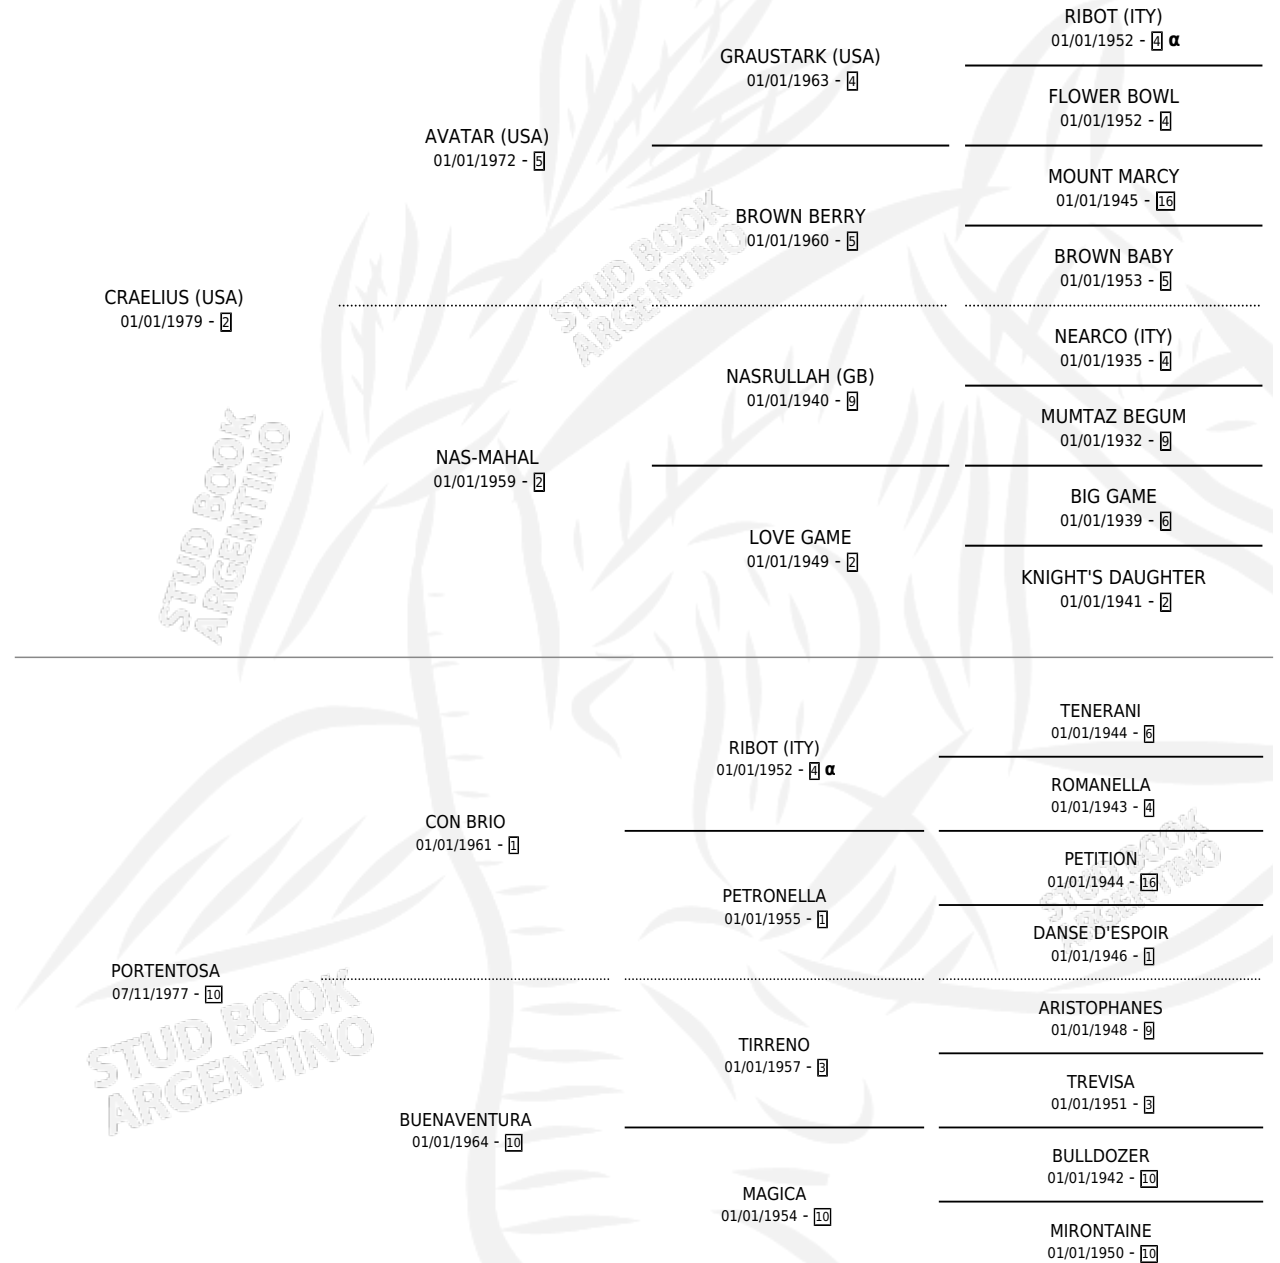 RIBOT (ITY)
01/01/1952 - 4 α
GRAUSTARK (USA)
01/01/1963 - 4
FLOWER BOWL
01/01/1952 - 4
AVATAR (USA)
01/01/1972 - 5
MOUNT MARCY
01/01/1945 - 16
BROWN BERRY
01/01/1960 - 5
BROWN BABY
01/01/1953 - 5
CRAELIUS (USA)
01/01/1979 - 2
NEARCO (ITY)
01/01/1935 - 4
NASRULLAH (GB)
01/01/1940 - 9
MUMTAZ BEGUM
01/01/1932 - 9
NAS-MAHAL
01/01/1959 - 2
BIG GAME
01/01/1939 - 6
LOVE GAME
01/01/1949 - 2
KNIGHT'S DAUGHTER
01/01/1941 - 2
STUD BOOK
ARGENTINO
STUD BOOK
ARGENTINO
TENERANI
01/01/1944 - 6
RIBOT (ITY)
01/01/1952 - 4 α
ROMANELLA
01/01/1943 - 4
CON BRIO
01/01/1961 - 1
PETITION
01/01/1944 - 16
PETRONELLA
01/01/1955 - 1
DANSE D'ESPOIR
01/01/1946 - 1
PORTENTOSA
07/11/1977 - 10
ARISTOPHANES
01/01/1948 - 9
TIRRENO
01/01/1957 - 3
TREVISA
01/01/1951 - 3
BUENAVENTURA
01/01/1964 - 10
BULLDOZER
01/01/1942 - 10
MAGICA
01/01/1954 - 10
MIRONTAINE
01/01/1950 - 10
STUD BOOK
ARGENTINO
STUD BOOK
ARGENTINO